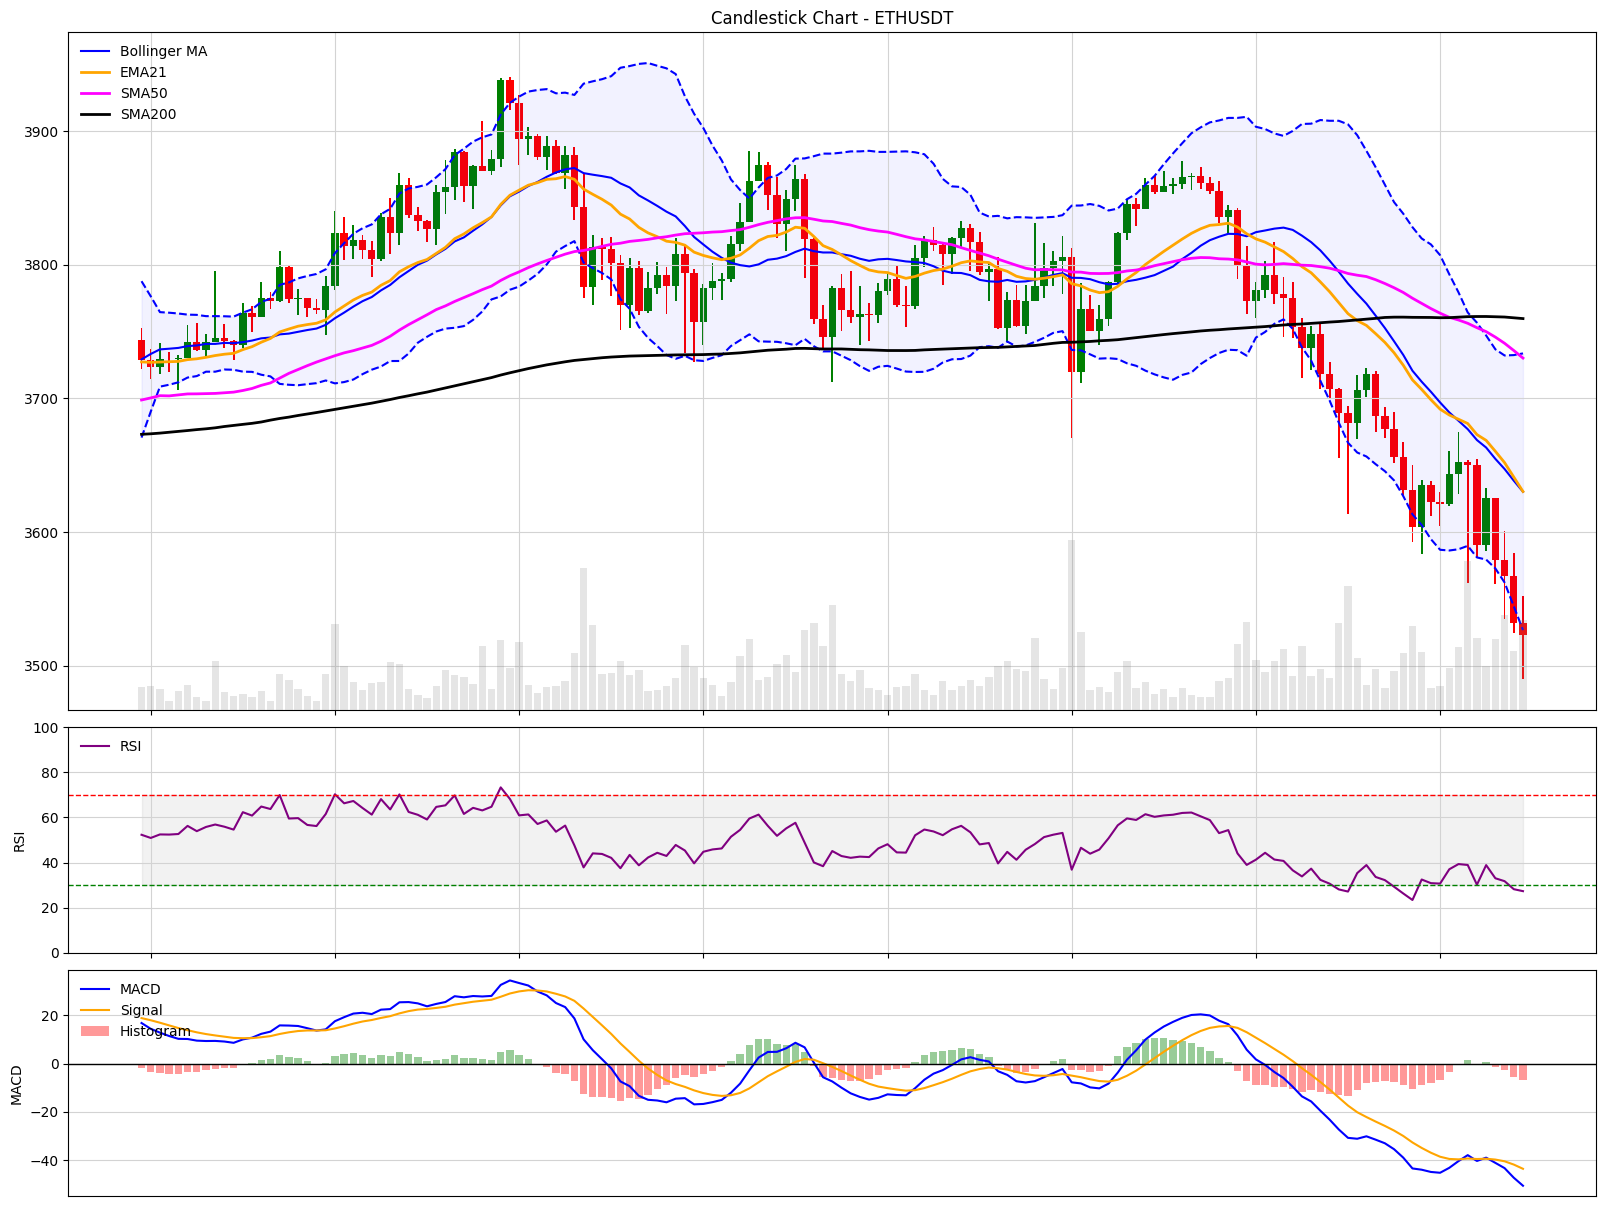 Candlestick Chart - ETHUSDT
Bollinger MA
EMA21
SMA50
SMA200
3900
3800
3700
3600
3500
100
80
60
40
20
0
RSI
RSI
20
0
−20
−40
MACD
MACD
Signal
Histogram